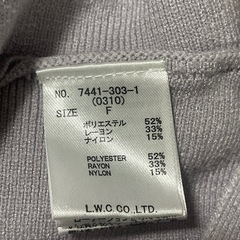 NO. 7441-303-1
(0310)
SIZE F
ポリエステル 52%
レーヨン 33%
ナイロン 15%
POLYESTER 52%
RAYON 33%
NYLON 15%
L.W.C CO.,LTD.